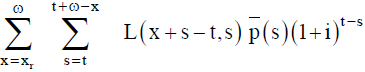 ω t+ω−x
∑ ∑ L(x+s−t,s) p̅(s)(1+i)^{t−s}
x=x_r s=t